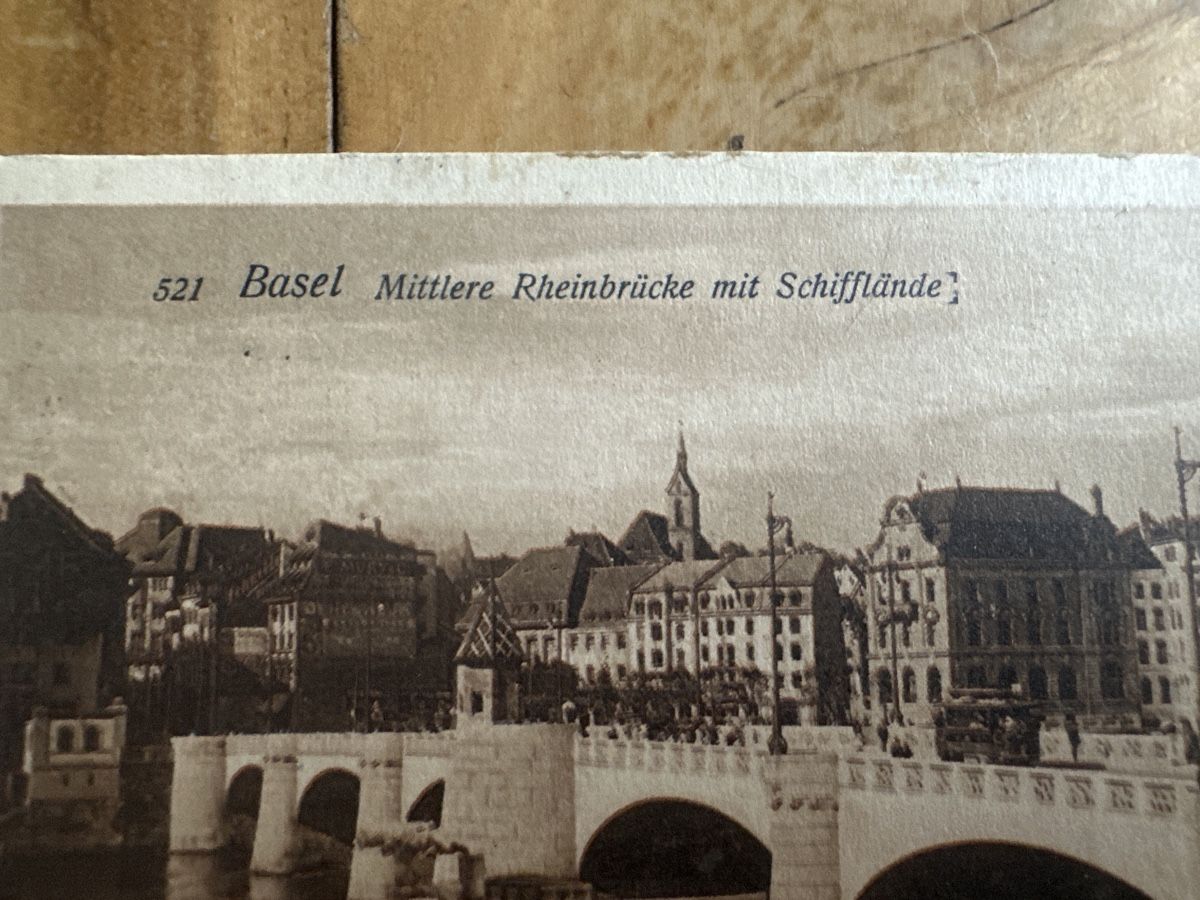 521 Basel Mittlere Rheinbrücke mit Schifflände